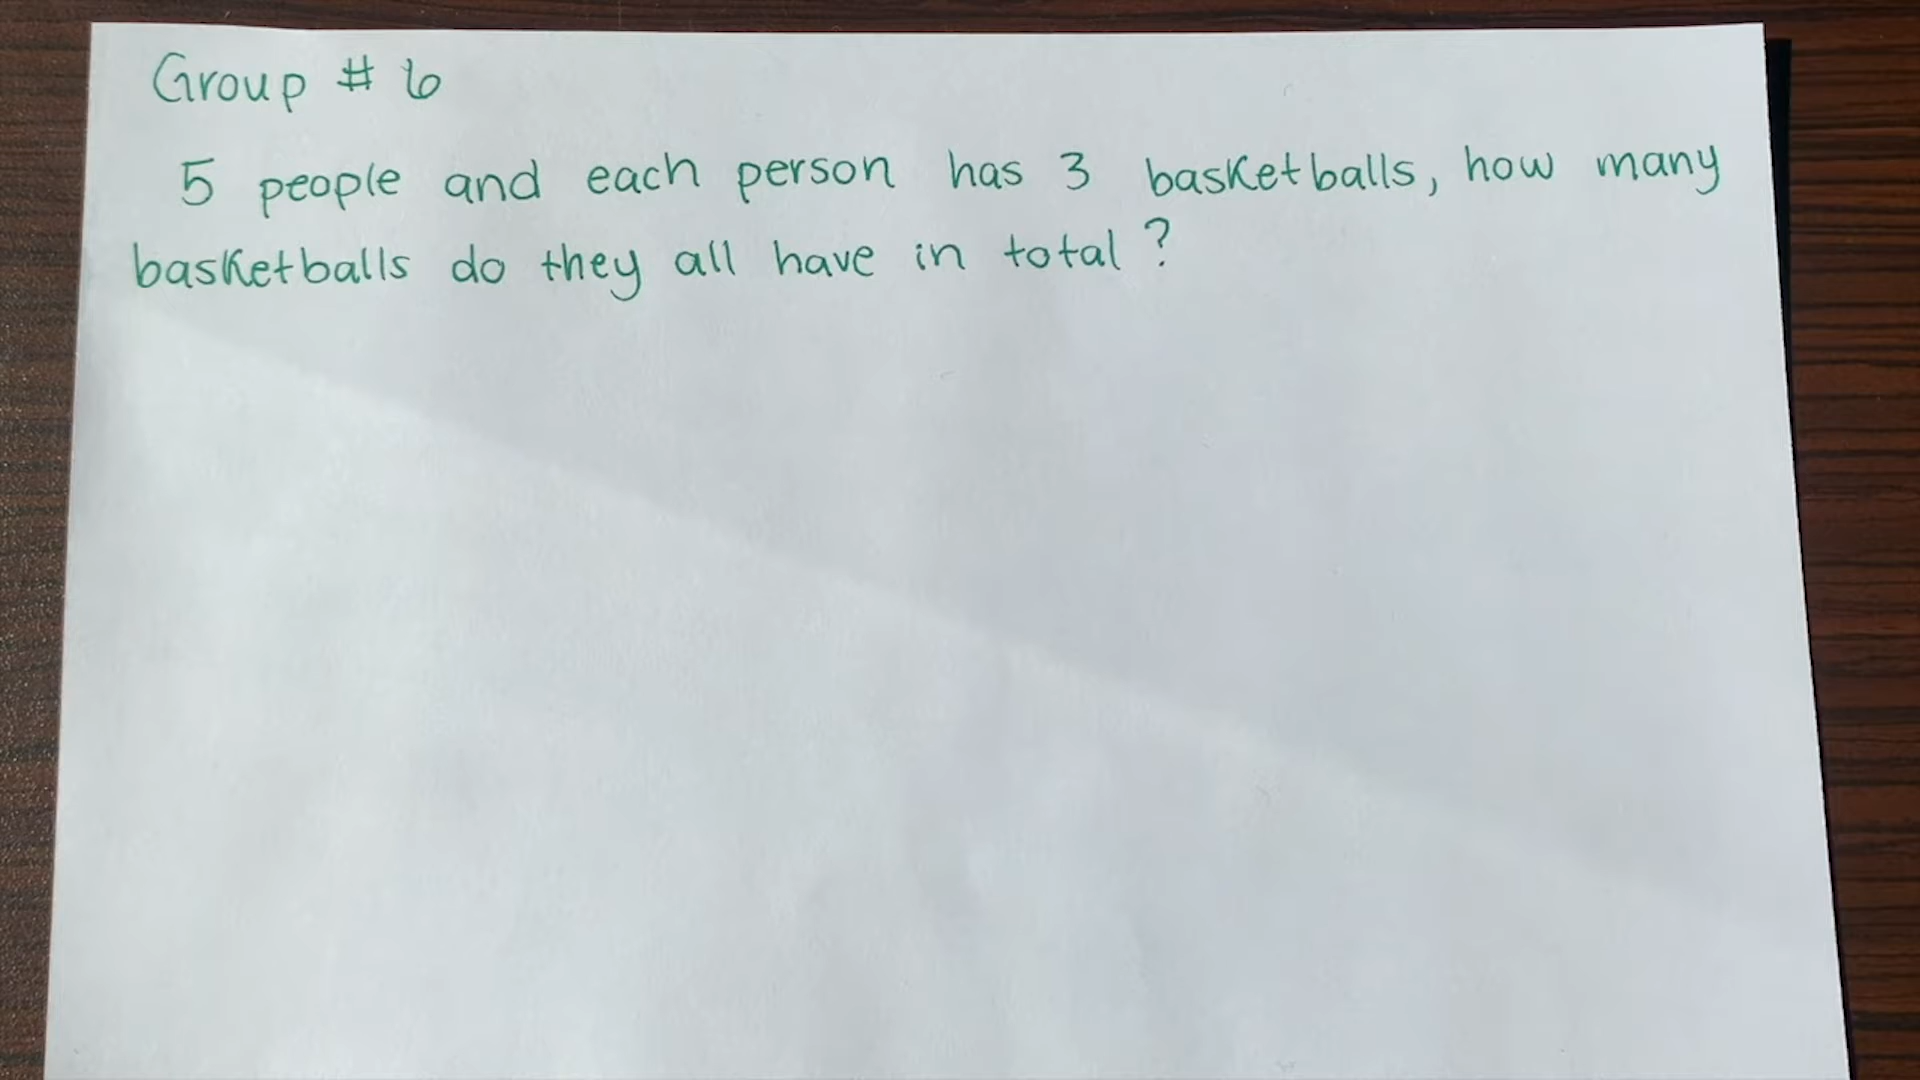 Group # 6
5 people and each person has 3 basketballs, how many
basketballs do they all have in total ?